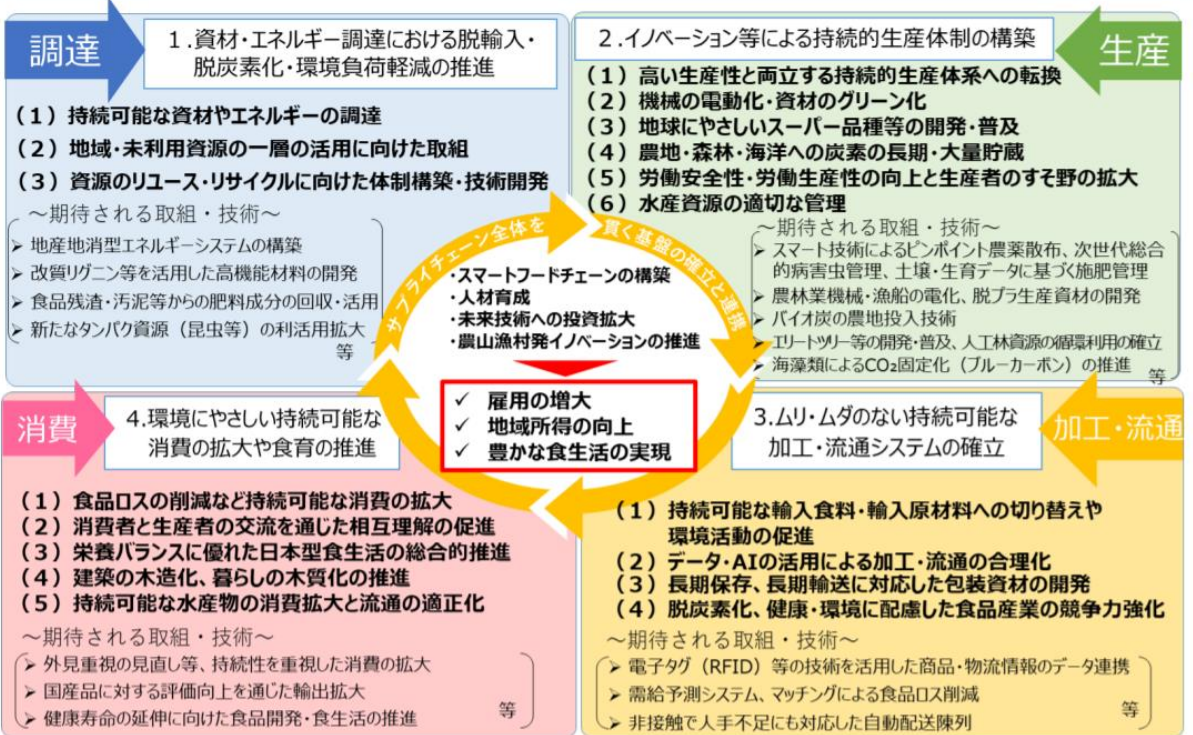 調達
1.資材・エネルギー調達における脱輸入・
脱炭素化・環境負荷軽減の推進
(1)持続可能な資材やエネルギーの調達
(2)地域・未利用資源の一層の活用に向けた取組
(3)資源のリユース・リサイクルに向けた体制構築・技術開発
~期待される取組・技術~
➢ 地産地消型エネルギーシステムの構築
➢ 改質リグニン等を活用した高機能材料の開発
➢ 食品残渣・汚泥等からの肥料成分の回収・活用
➢ 新たなタンパク資源(昆虫等)の利活用拡大
等
2.イノベーション等による持続的生産体制の構築
生産
(1)高い生産性と両立する持続的生産体系への転換
(2)機械の電動化・資材のグリーン化
(3)地球にやさしいスーパー品種等の開発・普及
(4)農地・森林・海洋への炭素の長期・大量貯蔵
(5)労働安全性・労働生産性の向上と生産者のすそ野の拡大
(6)水産資源の適切な管理
~期待される取組・技術~
➢ スマート技術によるピンポイント農薬散布、次世代総合
的病害虫管理、土壌・生育データに基づく施肥管理
➢ 農林業機械・漁船の電化、脱プラ生産資材の開発
➢ バイオ炭の農地投入技術
➢ エリートツリー等の開発・普及、人工林資源の循環利用の確立
➢ 海藻類によるCO₂固定化(ブルーカーボン)の推進
等
サプライチェーン全体を
貫く基盤の確立と連携
・スマートフードチェーンの構築
・人材育成
・未来技術への投資拡大
・農山漁村発イノベーションの推進
✓ 雇用の増大
✓ 地域所得の向上
✓ 豊かな食生活の実現
消費
4.環境にやさしい持続可能な
消費の拡大や食育の推進
(1)食品ロスの削減など持続可能な消費の拡大
(2)消費者と生産者の交流を通じた相互理解の促進
(3)栄養バランスに優れた日本型食生活の総合的推進
(4)建築の木造化、暮らしの木質化の推進
(5)持続可能な水産物の消費拡大と流通の適正化
~期待される取組・技術~
➢ 外見重視の見直し等、持続性を重視した消費の拡大
➢ 国産品に対する評価向上を通じた輸出拡大
➢ 健康寿命の延伸に向けた食品開発・食生活の推進
等
3.ムリ・ムダのない持続可能な
加工・流通システムの確立
加工・流通
(1)持続可能な輸入食料・輸入原材料への切り替えや
環境活動の促進
(2)データ・AIの活用による加工・流通の合理化
(3)長期保存、長期輸送に対応した包装資材の開発
(4)脱炭素化、健康・環境に配慮した食品産業の競争力強化
~期待される取組・技術~
➢ 電子タグ(RFID)等の技術を活用した商品・物流情報のデータ連携
➢ 需給予測システム、マッチングによる食品ロス削減
➢ 非接触で人手不足にも対応した自動配送陳列
等